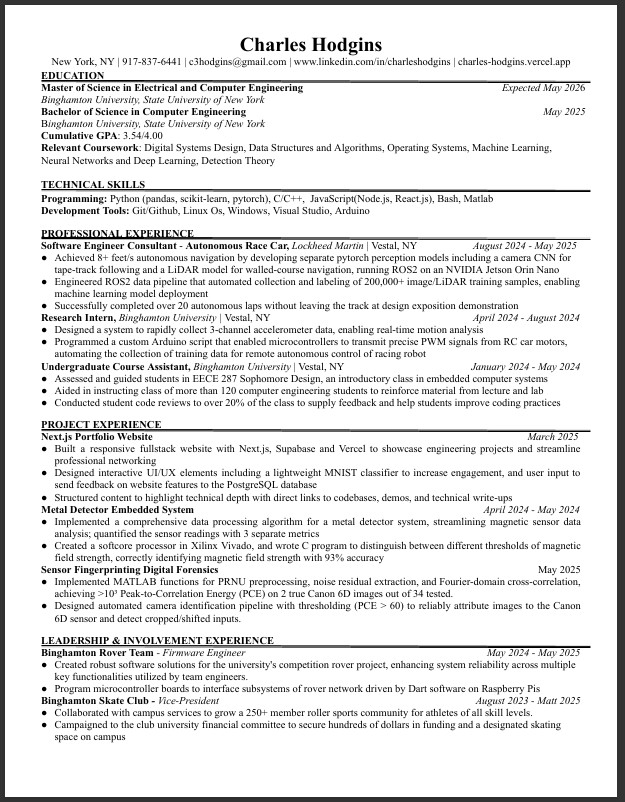 Charles Hodgins
New York, NY | 917-837-6441 | c3hodgins@gmail.com | www.linkedin.com/in/charleshodgins | charles-hodgins.vercel.app
EDUCATION
Master of Science in Electrical and Computer Engineering Expected May 2026
Binghamton University, State University of New York
Bachelor of Science in Computer Engineering May 2025
Binghamton University, State University of New York
Cumulative GPA: 3.54/4.00
Relevant Coursework: Digital Systems Design, Data Structures and Algorithms, Operating Systems, Machine Learning,
Neural Networks and Deep Learning, Detection Theory
TECHNICAL SKILLS
Programming: Python (pandas, scikit-learn, pytorch), C/C++, JavaScript(Node.js, React.js), Bash, Matlab
Development Tools: Git/Github, Linux Os, Windows, Visual Studio, Arduino
PROFESSIONAL EXPERIENCE
Software Engineer Consultant - Autonomous Race Car, Lockheed Martin | Vestal, NY August 2024 - May 2025
● Achieved 8+ feet/s autonomous navigation by developing separate pytorch perception models including a camera CNN for
tape-track following and a LiDAR model for walled-course navigation, running ROS2 on an NVIDIA Jetson Orin Nano
● Engineered ROS2 data pipeline that automated collection and labeling of 200,000+ image/LiDAR training samples, enabling
machine learning model deployment
● Successfully completed over 20 autonomous laps without leaving the track at design exposition demonstration
Research Intern, Binghamton University | Vestal, NY April 2024 - August 2024
● Designed a system to rapidly collect 3-channel accelerometer data, enabling real-time motion analysis
● Programmed a custom Arduino script that enabled microcontrollers to transmit precise PWM signals from RC car motors,
automating the collection of training data for remote autonomous control of racing robot
Undergraduate Course Assistant, Binghamton University | Vestal, NY January 2024 - May 2024
● Assessed and guided students in EECE 287 Sophomore Design, an introductory class in embedded computer systems
● Aided in instructing class of more than 120 computer engineering students to reinforce material from lecture and lab
● Conducted student code reviews to over 20% of the class to supply feedback and help students improve coding practices
PROJECT EXPERIENCE
Next.js Portfolio Website March 2025
● Built a responsive fullstack website with Next.js, Supabase and Vercel to showcase engineering projects and streamline
professional networking
● Designed interactive UI/UX elements including a lightweight MNIST classifier to increase engagement, and user input to
send feedback on website features to the PostgreSQL database
● Structured content to highlight technical depth with direct links to codebases, demos, and technical write-ups
Metal Detector Embedded System April 2024 - May 2024
● Implemented a comprehensive data processing algorithm for a metal detector system, streamlining magnetic sensor data
analysis; quantified the sensor readings with 3 separate metrics
● Created a softcore processor in Xilinx Vivado, and wrote C program to distinguish between different thresholds of magnetic
field strength, correctly identifying magnetic field strength with 93% accuracy
Sensor Fingerprinting Digital Forensics May 2025
● Implemented MATLAB functions for PRNU preprocessing, noise residual extraction, and Fourier-domain cross-correlation,
achieving >10³ Peak-to-Correlation Energy (PCE) on 2 true Canon 6D images out of 34 tested.
● Designed automated camera identification pipeline with thresholding (PCE > 60) to reliably attribute images to the Canon
6D sensor and detect cropped/shifted inputs.
LEADERSHIP & INVOLVEMENT EXPERIENCE
Binghamton Rover Team - Firmware Engineer May 2024 - May 2025
● Created robust software solutions for the university's competition rover project, enhancing system reliability across multiple
key functionalities utilized by team engineers.
● Program microcontroller boards to interface subsystems of rover network driven by Dart software on Raspberry Pis
Binghamton Skate Club - Vice-President August 2023 - Matt 2025
● Collaborated with campus services to grow a 250+ member roller sports community for athletes of all skill levels.
● Campaigned to the club university financial committee to secure hundreds of dollars in funding and a designated skating
space on campus